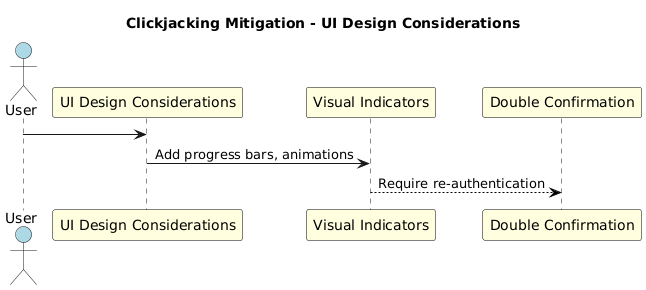 Clickjacking Mitigation - UI Design Considerations
User
UI Design Considerations
Visual Indicators
Double Confirmation
Add progress bars, animations
Require re-authentication
User
UI Design Considerations
Visual Indicators
Double Confirmation